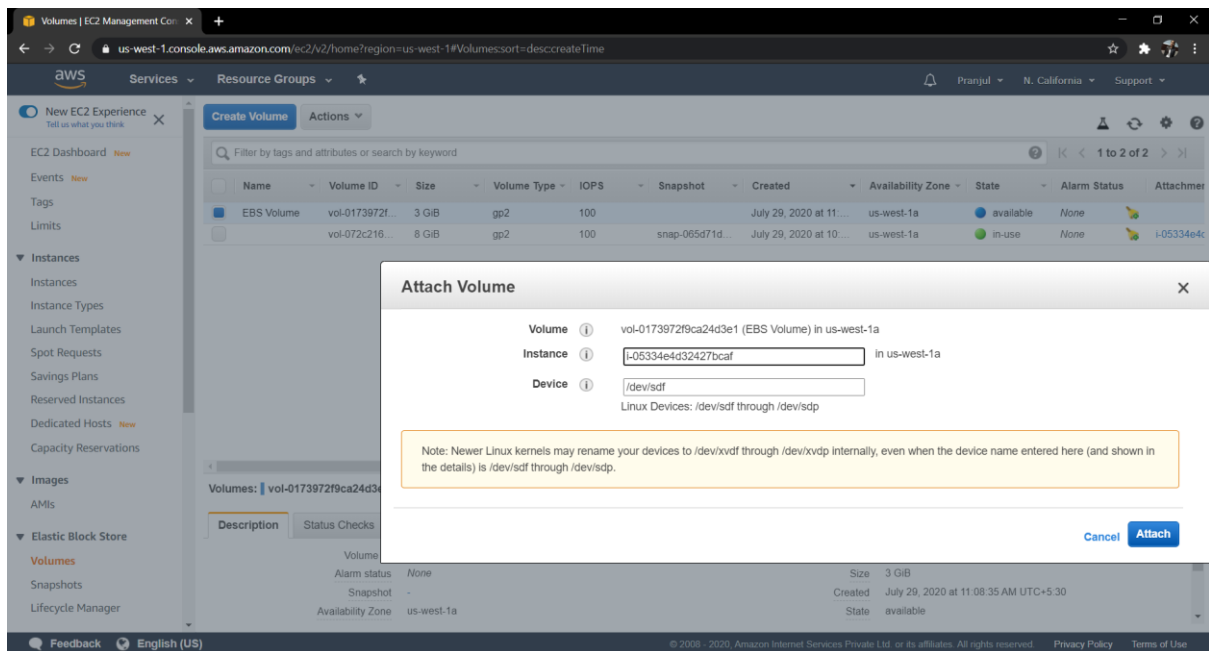 Volumes | EC2 Management Con
us-west-1.console.aws.amazon.com/ec2/v2/home?region=us-west-1#Volumes:sort=desc:createTime
aws Services Resource Groups Pranjul N. California Support
New EC2 Experience
Tell us what you think
EC2 Dashboard New
Events New
Tags
Limits
Instances
Instances
Instance Types
Launch Templates
Spot Requests
Savings Plans
Reserved Instances
Dedicated Hosts New
Capacity Reservations
Images
AMIs
Elastic Block Store
Volumes
Snapshots
Lifecycle Manager
Create Volume Actions
Filter by tags and attributes or search by keyword 1 to 2 of 2
Name Volume ID Size Volume Type IOPS Snapshot Created Availability Zone State Alarm Status Attachmen
EBS Volume vol-0173972f... 3 GiB gp2 100 July 29, 2020 at 11:... us-west-1a available None
vol-072c216... 8 GiB gp2 100 snap-065d71d... July 29, 2020 at 10:... us-west-1a in-use None i-05334e4c
Attach Volume
Volume i vol-0173972f9ca24d3e1 (EBS Volume) in us-west-1a
Instance i i-05334e4d32427bcaf in us-west-1a
Device i /dev/sdf
Linux Devices: /dev/sdf through /dev/sdp
Note: Newer Linux kernels may rename your devices to /dev/xvdf through /dev/xvdp internally, even when the device name entered here (and shown in
the details) is /dev/sdf through /dev/sdp.
Cancel Attach
Volumes: vol-0173972f9ca24d3e
Description Status Checks
Volume
Alarm status None Size 3 GiB
Snapshot - Created July 29, 2020 at 11:08:35 AM UTC+5:30
Availability Zone us-west-1a State available
Feedback English (US) © 2008 - 2020, Amazon Internet Services Private Ltd. or its affiliates. All rights reserved. Privacy Policy Terms of Use